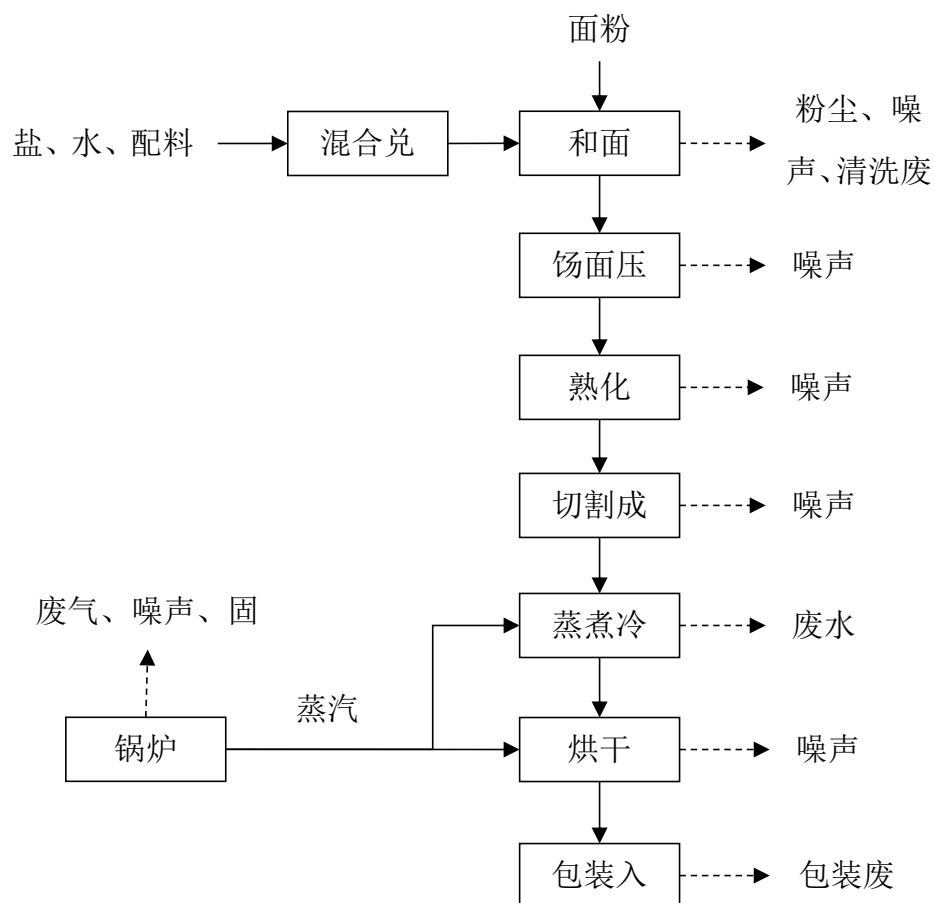 面粉
盐、水、配料
混合兑
和面
粉尘、噪
声、清洗废
饧面压
噪声
熟化
噪声
切割成
噪声
废气、噪声、固
蒸煮冷
废水
蒸汽
锅炉
烘干
噪声
包装入
包装废